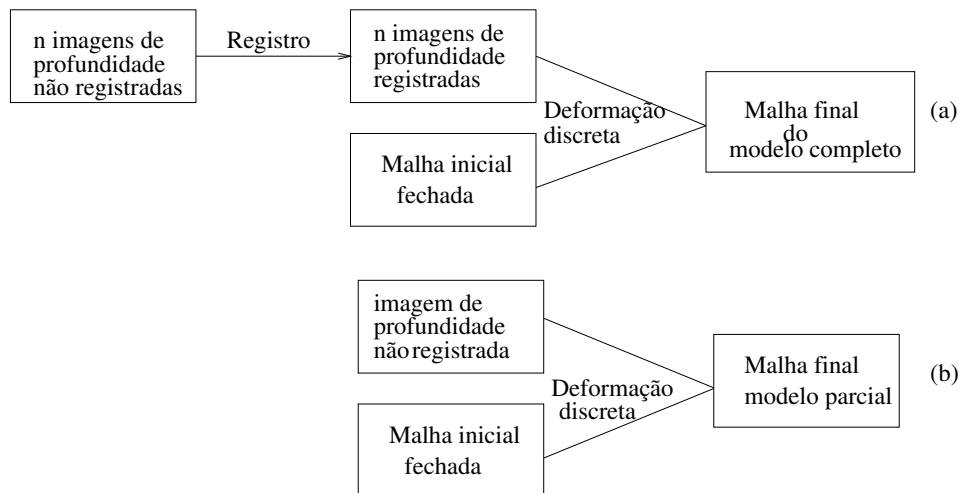 n imagens de
profundidade
não registradas
Registro
n imagens de
profundidade
registradas
Deformação
discreta
Malha inicial
fechada
Malha final
do
modelo completo
(a)
imagem de
profundidade
não registrada
Deformação
discreta
Malha inicial
fechada
Malha final
modelo parcial
(b)